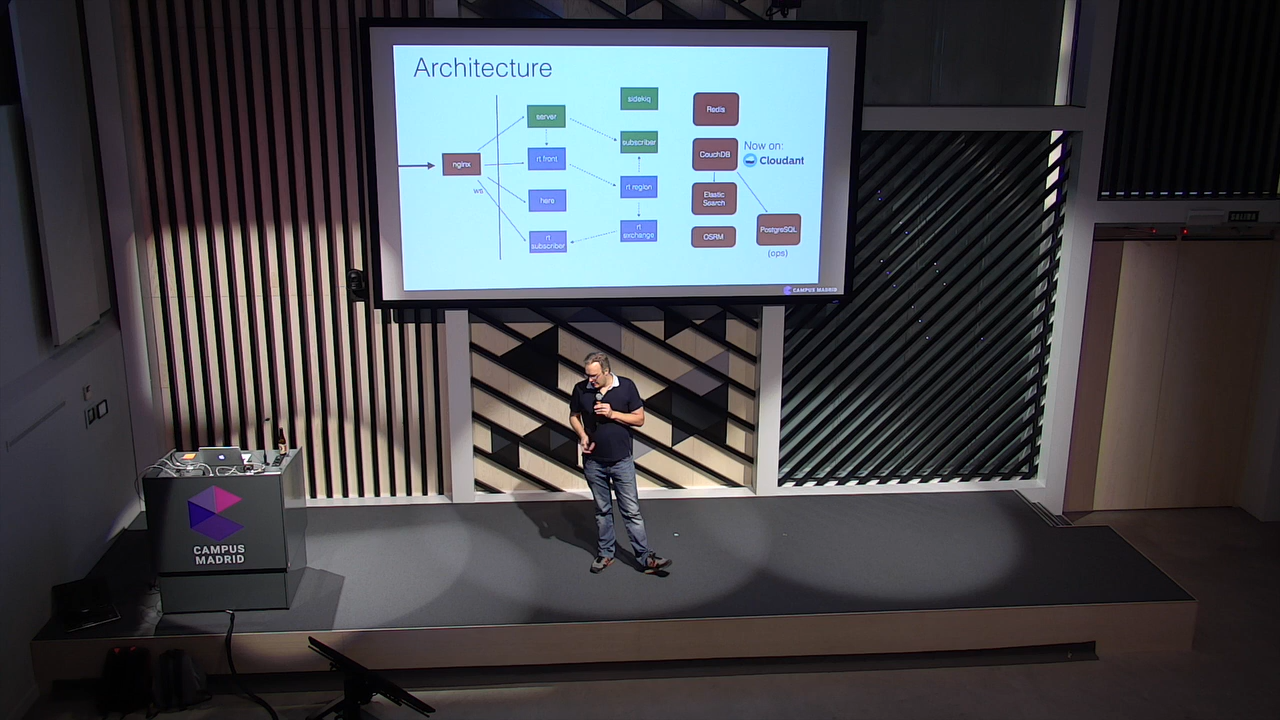 Architecture
nginx
ws
server
rt front
here
rt
subscriber
sidekiq
subscriber
rt region
rt
exchange
Redis
CouchDB
Now on:
Cloudant
Elastic
Search
OSRM
PostgreSQL
(ops)
CAMPUS MADRID
SALIDA
CAMPUS
MADRID